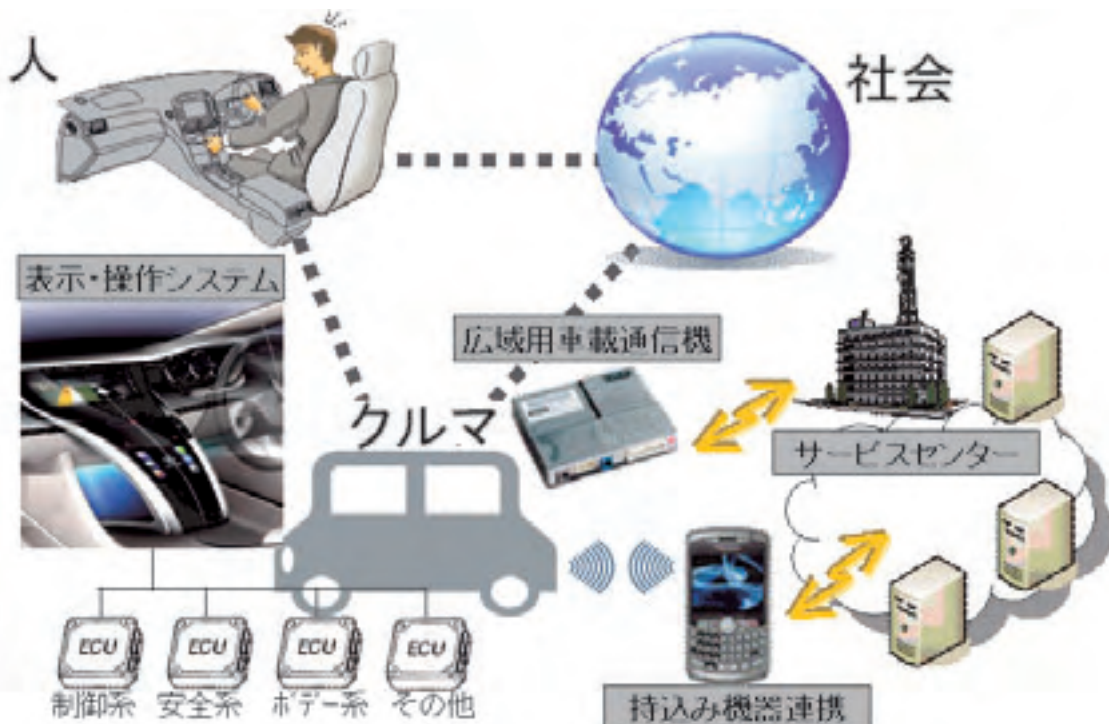 人
社会
表示・操作システム
広域用車載通信機
クルマ
サービスセンター
ECU
ECU
ECU
ECU
制御系
安全系
ボデー系
その他
持込み機器連携